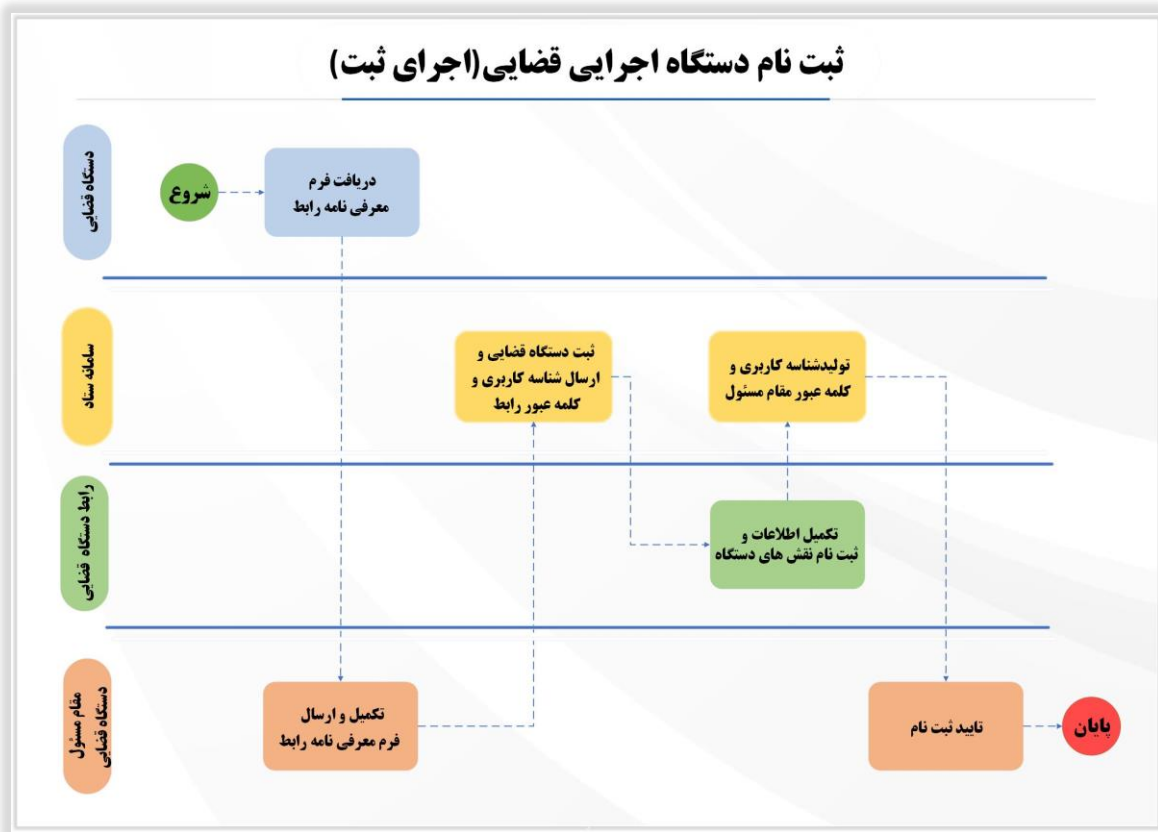 ثبت نام دستگاه اجرایی قضایی(اجرای ثبت)
دستگاه قضایی
شروع
دریافت فرم
معرفی نامه رابط
سامانه ستاد
ثبت دستگاه قضایی و
ارسال شناسه کاربری و
کلمه عبور رابط
تولیدشناسه کاربری و
کلمه عبور مقام مسئول
رابط دستگاه قضایی
تکمیل اطلاعات و
ثبت نام نقش های دستگاه
مقام مسئول
دستگاه قضایی
تکمیل و ارسال
فرم معرفی نامه رابط
تایید ثبت نام
پایان